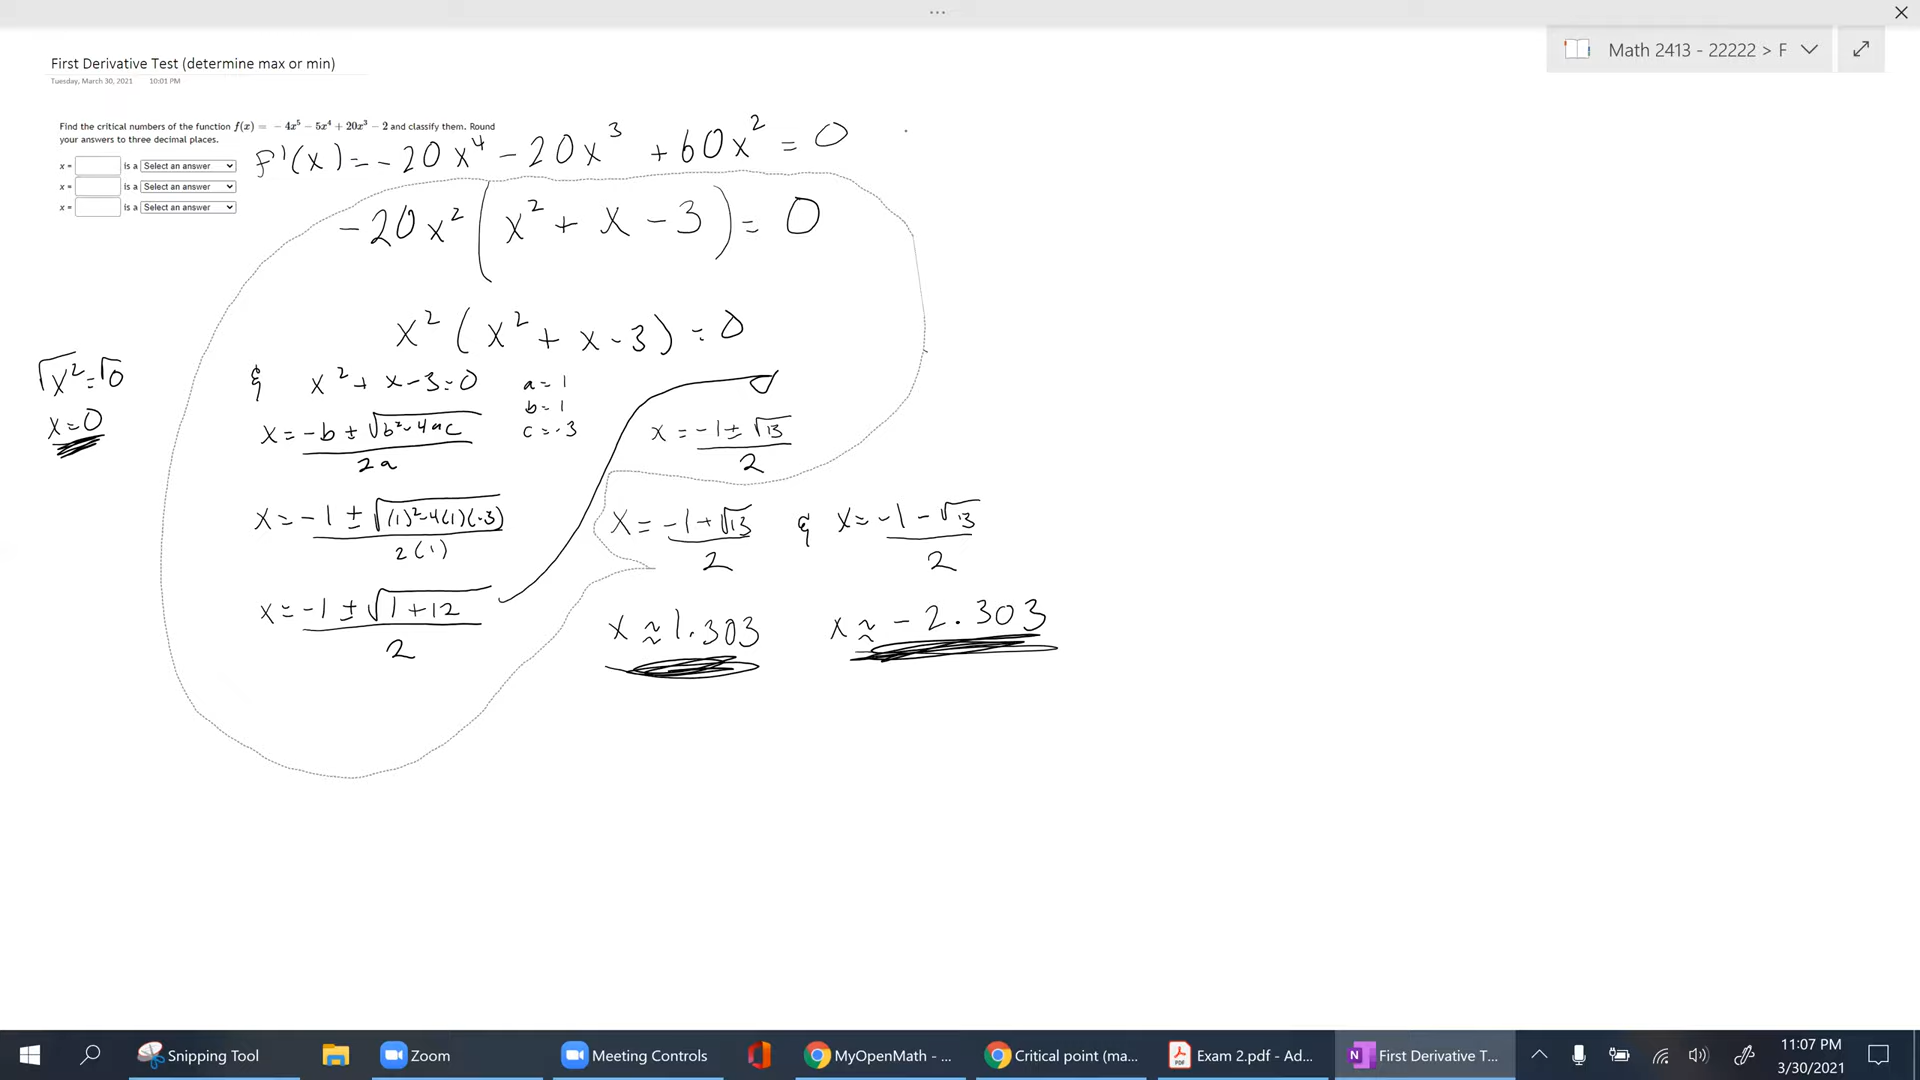 Math 2413 - 22222 > F
First Derivative Test (determine max or min)
Tuesday, March 30, 2021 10:01 PM
Find the critical numbers of the function f(x) = − 4x⁵ − 5x⁴ + 20x³ − 2 and classify them. Round
your answers to three decimal places.
x = is a Select an answer
x = is a Select an answer
x = is a Select an answer
F'(x) = -20x⁴ - 20x³ + 60x² = 0
-20x² (x² + x - 3) = 0
x² (x² + x - 3) = 0
√x² = √0
x = 0
& x² + x - 3 = 0
a = 1
b = 1
c = -3
x = -b ± √b² - 4ac / 2a
x = -1 ± √(1)² - 4(1)(-3) / 2(1)
x = -1 ± √1 + 12 / 2
x = -1 ± √13 / 2
x = -1 + √13 / 2 & x = -1 - √13 / 2
x ≈ 1.303 x ≈ -2.303
Snipping Tool
Zoom
Meeting Controls
MyOpenMath - ...
Critical point (ma...
Exam 2.pdf - Ad...
First Derivative T...
11:07 PM
3/30/2021